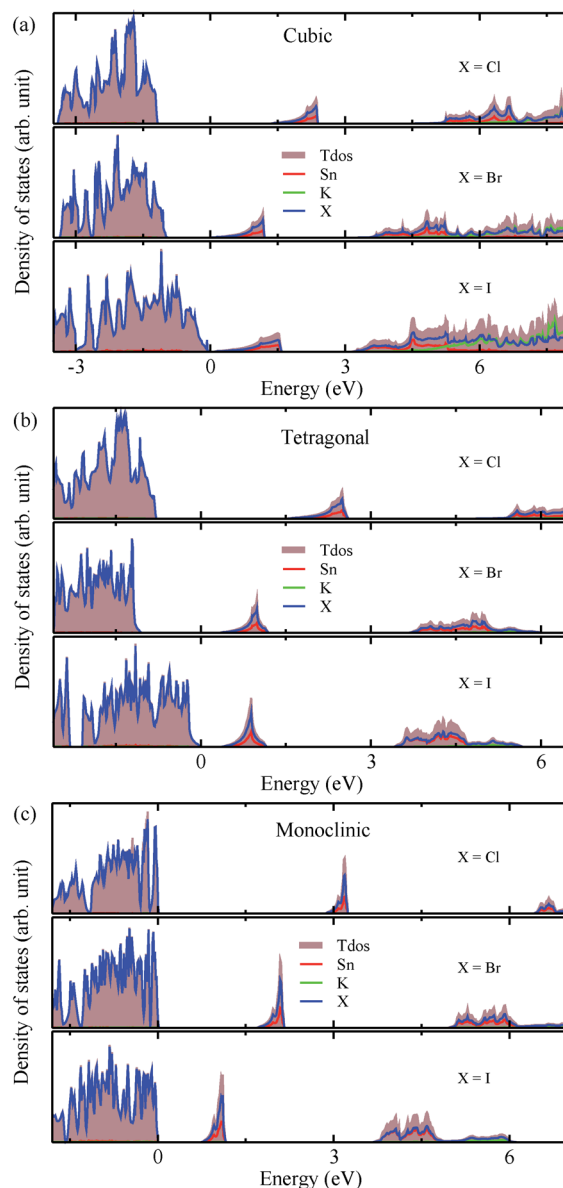 (a)
Cubic
X = Cl
Density of states (arb. unit)
Tdos
Sn
K
X
X = Br
X = I
-3
0
3
6
Energy (eV)
(b)
Tetragonal
X = Cl
Density of states (arb. unit)
Tdos
Sn
K
X
X = Br
X = I
0
3
6
Energy (eV)
(c)
Monoclinic
X = Cl
Density of states (arb. unit)
Tdos
Sn
K
X
X = Br
X = I
0
3
6
Energy (eV)